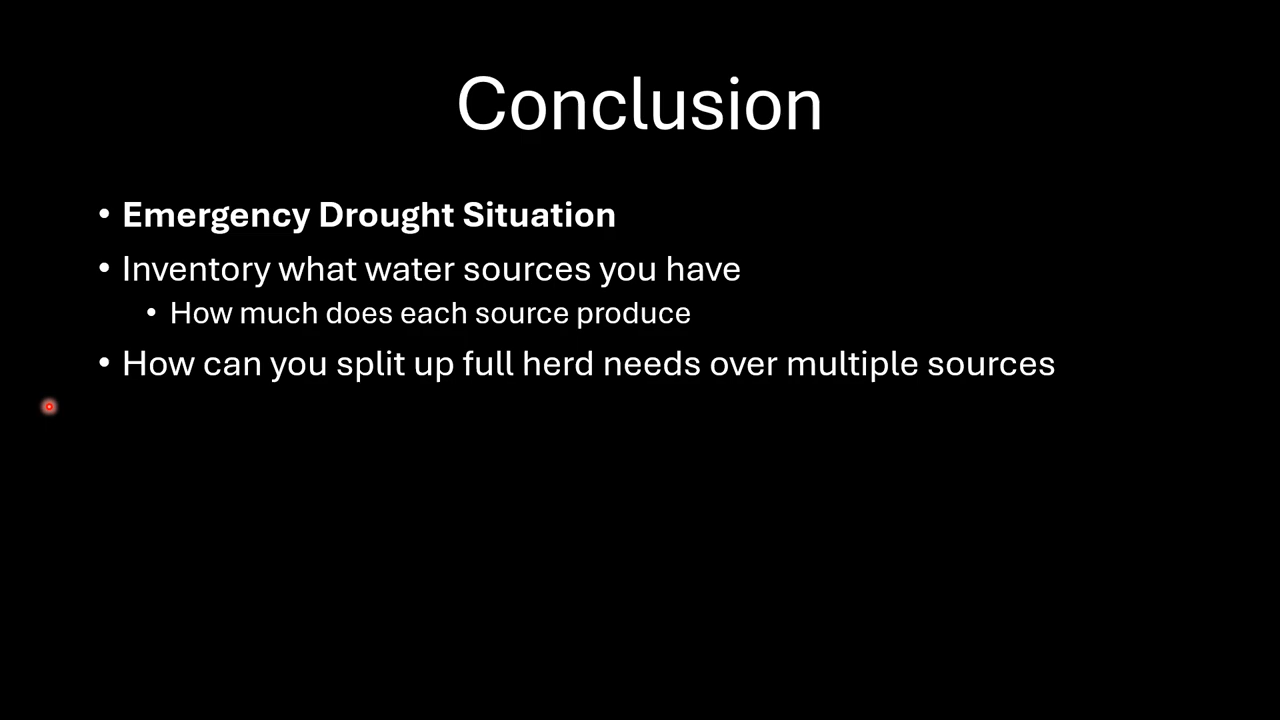 Conclusion
• Emergency Drought Situation
• Inventory what water sources you have
• How much does each source produce
• How can you split up full herd needs over multiple sources